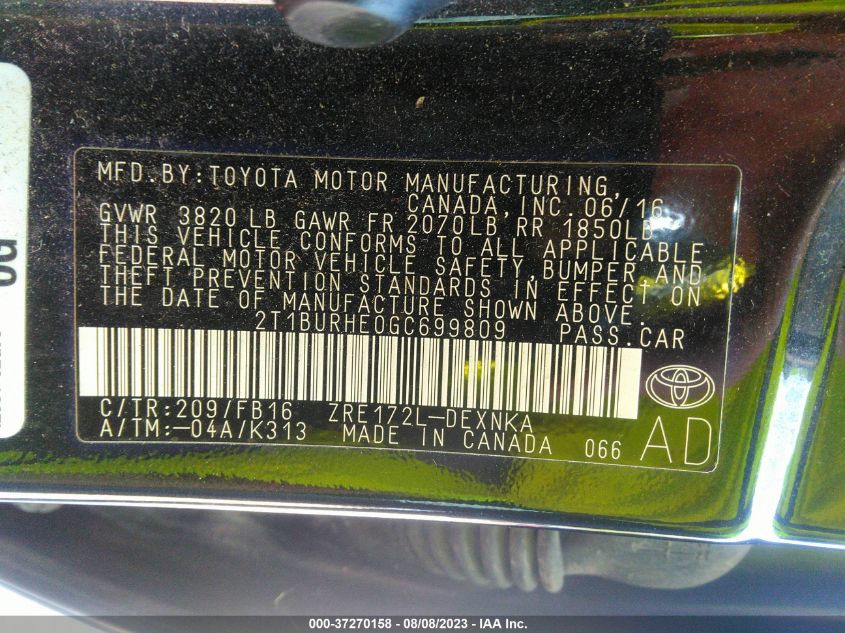 MFD.BY:TOYOTA MOTOR MANUFACTURING,
CANADA,INC. 06/16
GVWR 3820 LB GAWR FR 2070LB RR 1850LB
THIS VEHICLE CONFORMS TO ALL APPLICABLE
FEDERAL MOTOR VEHICLE SAFETY,BUMPER,AND
THEFT PREVENTION STANDARDS IN EFFECT ON
THE DATE OF MANUFACTURE SHOWN ABOVE.
2T1BURHE0GC699809 PASS.CAR
C/TR:209/FB16 ZRE172L-DEXNKA
A/TM:-04A/K313 MADE IN CANADA 066 AD
000-37270158 - 08/08/2023 - IAA Inc.